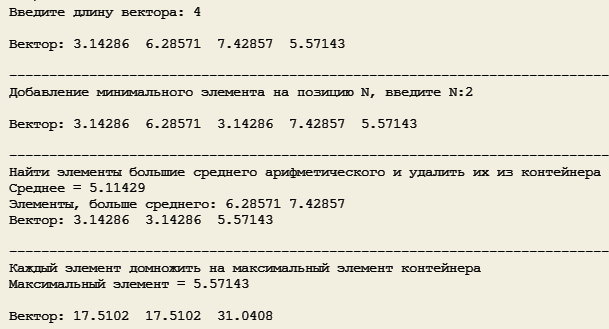 Введите длину вектора: 4
Вектор: 3.14286 6.28571 7.42857 5.57143
Добавление минимального элемента на позицию N, введите N:2
Вектор: 3.14286 6.28571 3.14286 7.42857 5.57143
Найти элементы большие среднего арифметического и удалить их из контейнера
Среднее = 5.11429
Элементы, больше среднего: 6.28571 7.42857
Вектор: 3.14286 3.14286 5.57143
Каждый элемент домножить на максимальный элемент контейнера
Максимальный элемент = 5.57143
Вектор: 17.5102 17.5102 31.0408